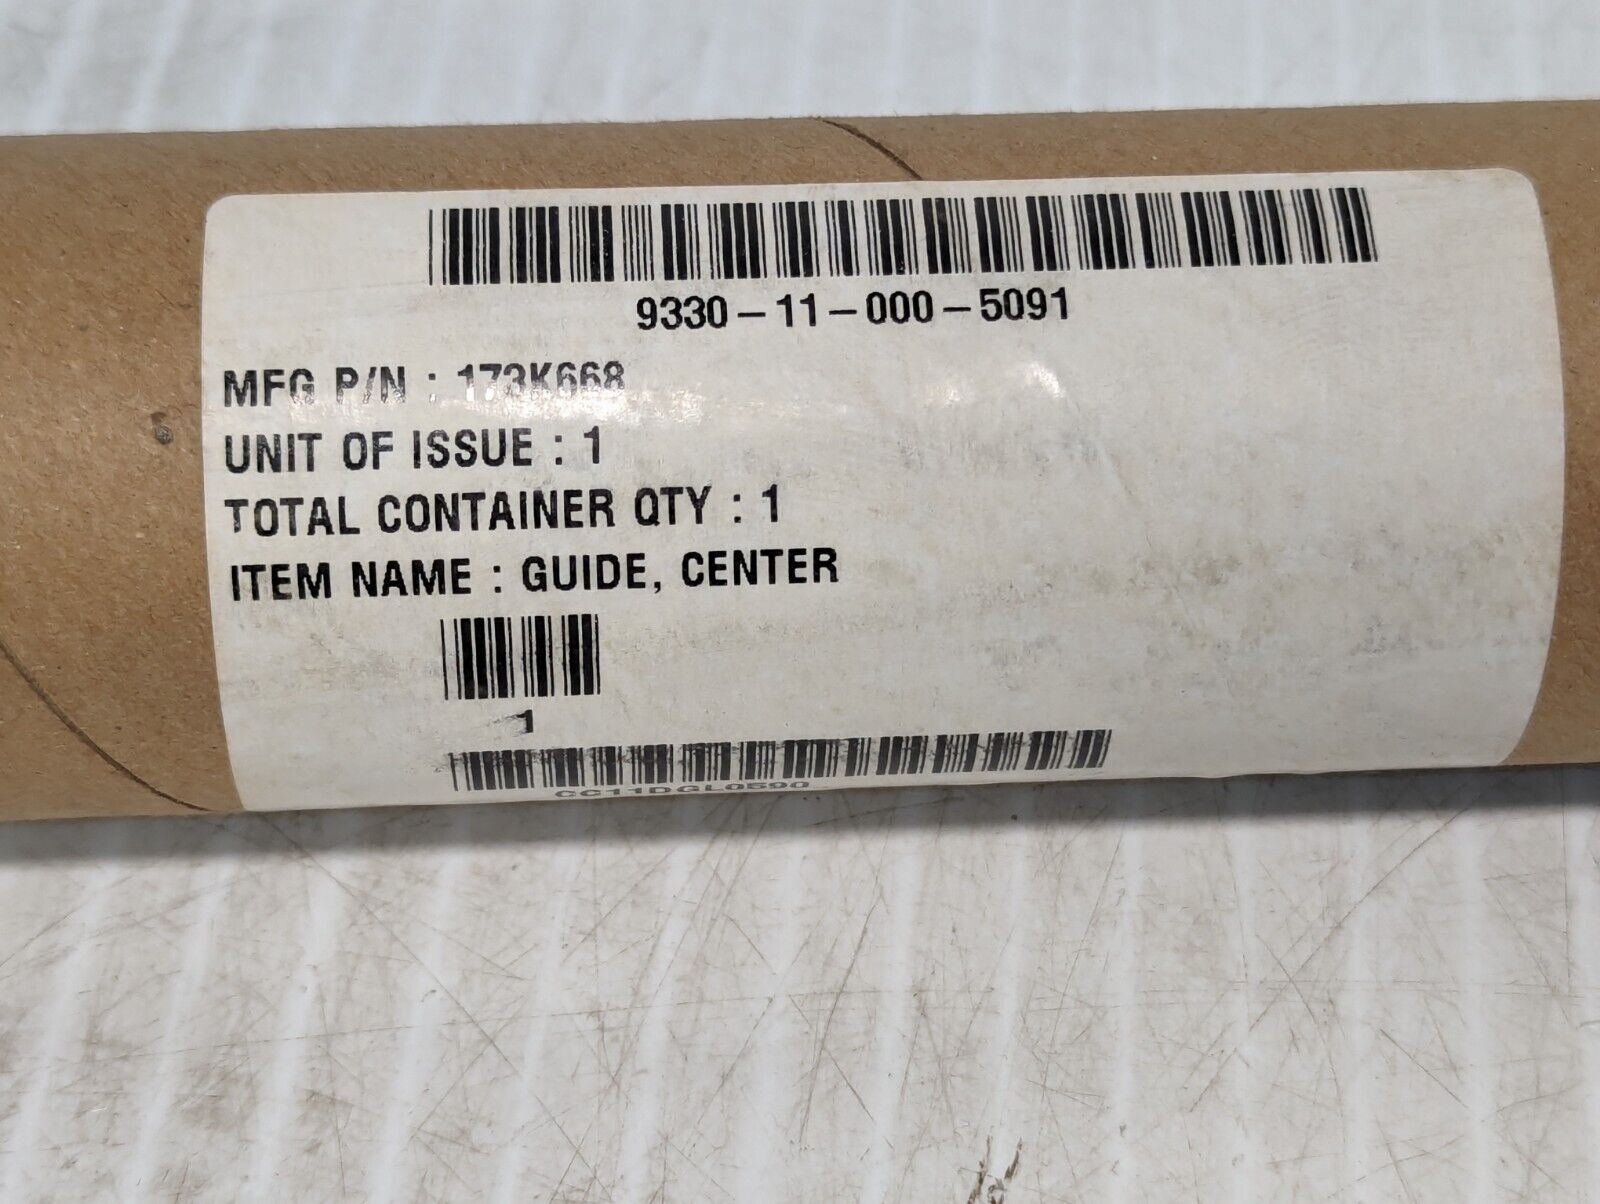 9330-11-000-5091
MFG P/N : 173K668
UNIT OF ISSUE : 1
TOTAL CONTAINER QTY : 1
ITEM NAME : GUIDE, CENTER
1
CC11DGL0590